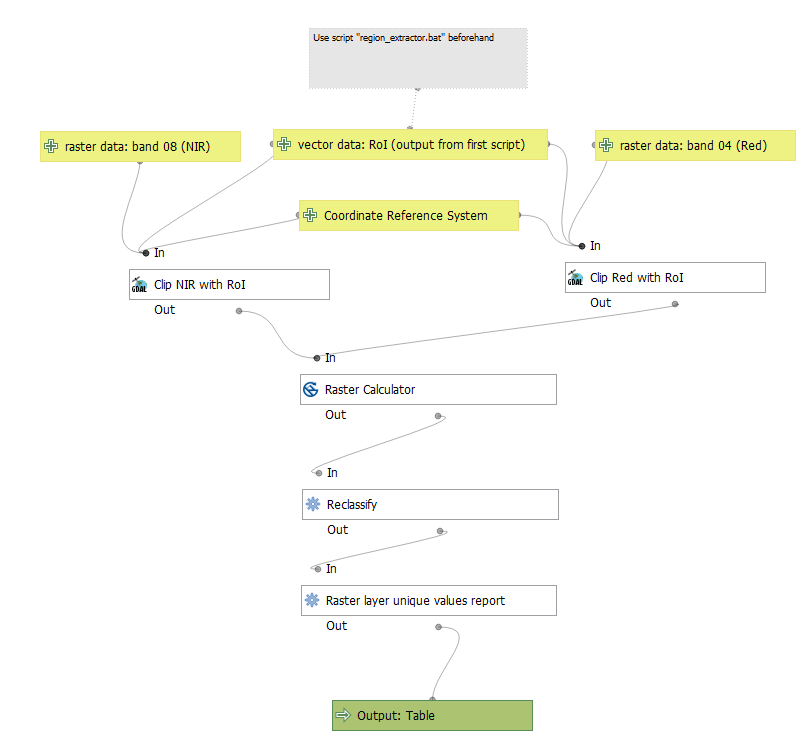 Use script "region_extractor.bat" beforehand
raster data: band 08 (NIR)
vector data: RoI (output from first script)
raster data: band 04 (Red)
Coordinate Reference System
In
In
GDAL
Clip NIR with RoI
GDAL
Clip Red with RoI
Out
Out
In
Raster Calculator
Out
In
Reclassify
Out
In
Raster layer unique values report
Out
Output: Table